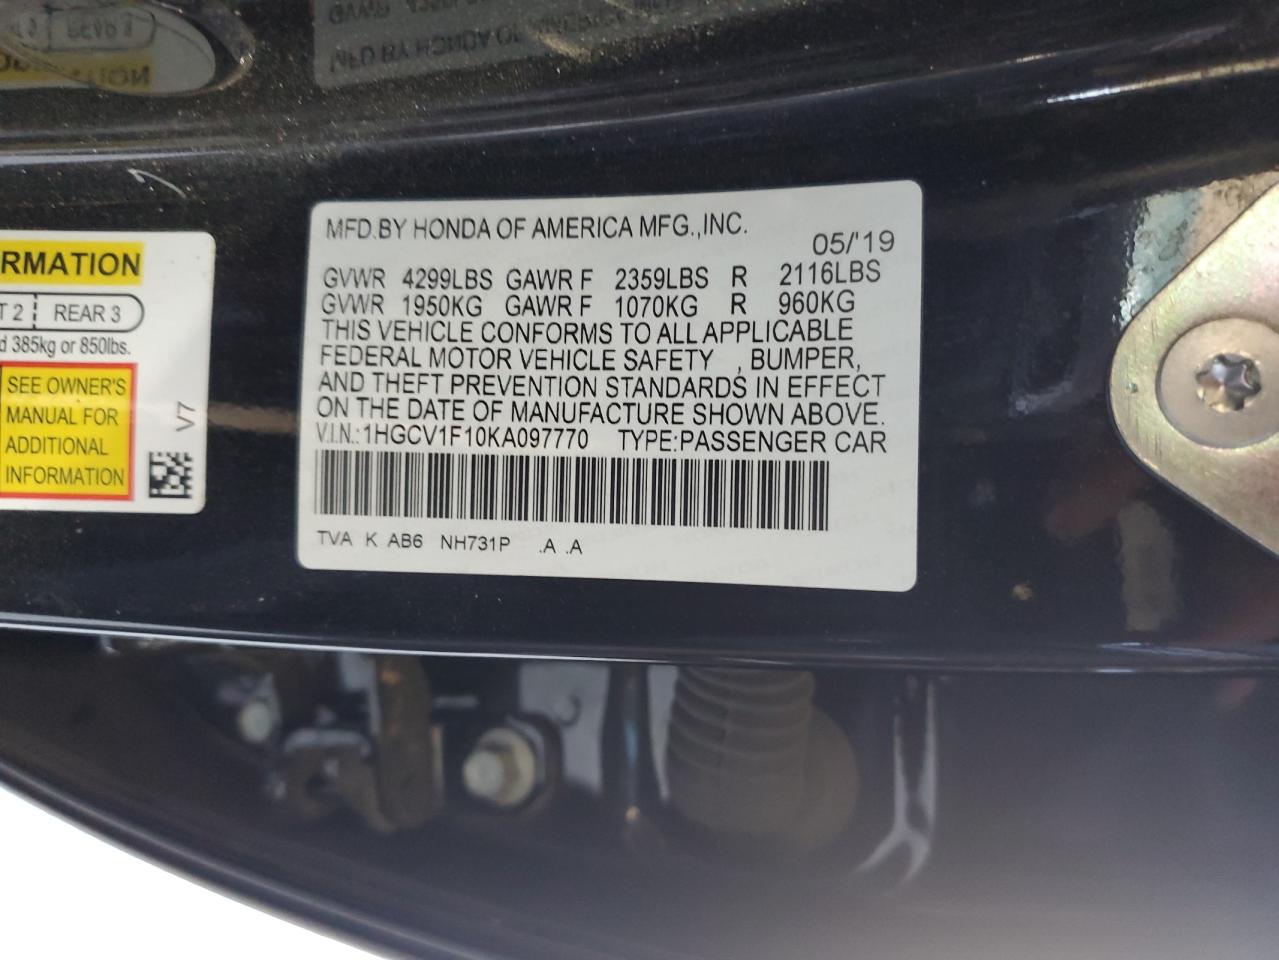 RMATION
T 2 REAR 3
d 385kg or 850lbs.
SEE OWNER'S
MANUAL FOR
ADDITIONAL
INFORMATION
V7
MFD.BY HONDA OF AMERICA MFG.,INC.
05/'19
GVWR 4299LBS GAWR F 2359LBS R 2116LBS
GVWR 1950KG GAWR F 1070KG R 960KG
THIS VEHICLE CONFORMS TO ALL APPLICABLE
FEDERAL MOTOR VEHICLE SAFETY , BUMPER,
AND THEFT PREVENTION STANDARDS IN EFFECT
ON THE DATE OF MANUFACTURE SHOWN ABOVE.
V.I.N.:1HGCV1F10KA097770 TYPE:PASSENGER CAR
TVA K AB6 NH731P .A .A